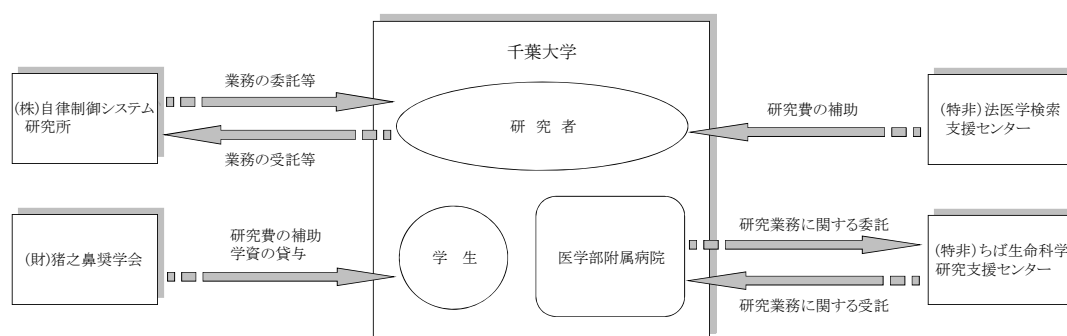 千葉大学
(株)自律制御システム
研究所
業務の委託等
業務の受託等
研 究 者
研究費の補助
(特非)法医学検索
支援センター
(財)猪之鼻奨学会
研究費の補助
学資の貸与
学 生
医学部附属病院
研究業務に関する委託
研究業務に関する受託
(特非)ちば生命科学
研究支援センター